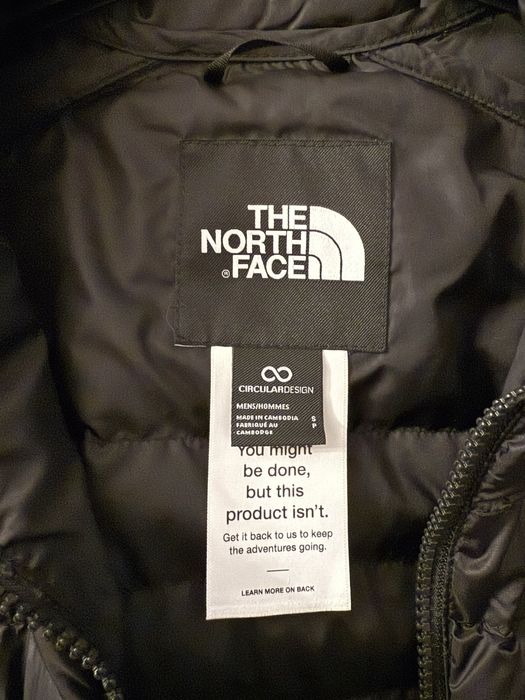 THE
NORTH
FACE
®
CIRCULARDESIGN
MENS/HOMMES
MADE IN CAMBODIA S
FABRIQUÉ AU P
CAMBODGE
You might
be done,
but this
product isn't.
Get it back to us to keep
the adventures going.
LEARN MORE ON BACK